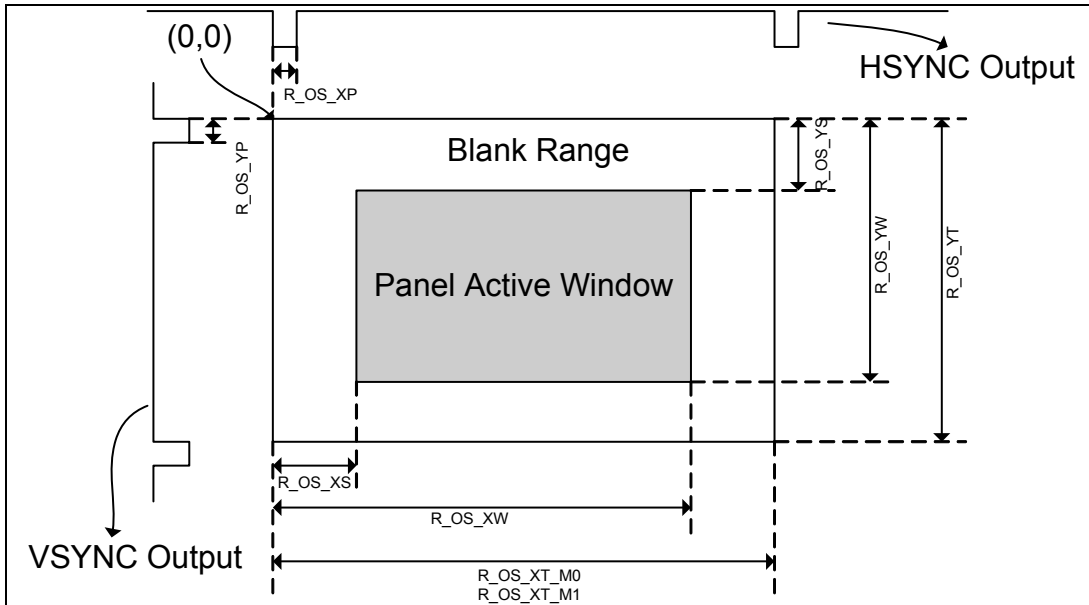 (0,0)
HSYNC Output
R_OS_XP
R_OS_YP
Blank Range
R_OS_YS
R_OS_YW
R_OS_YT
Panel Active Window
R_OS_XS
R_OS_XW
VSYNC Output
R_OS_XT_M0
R_OS_XT_M1